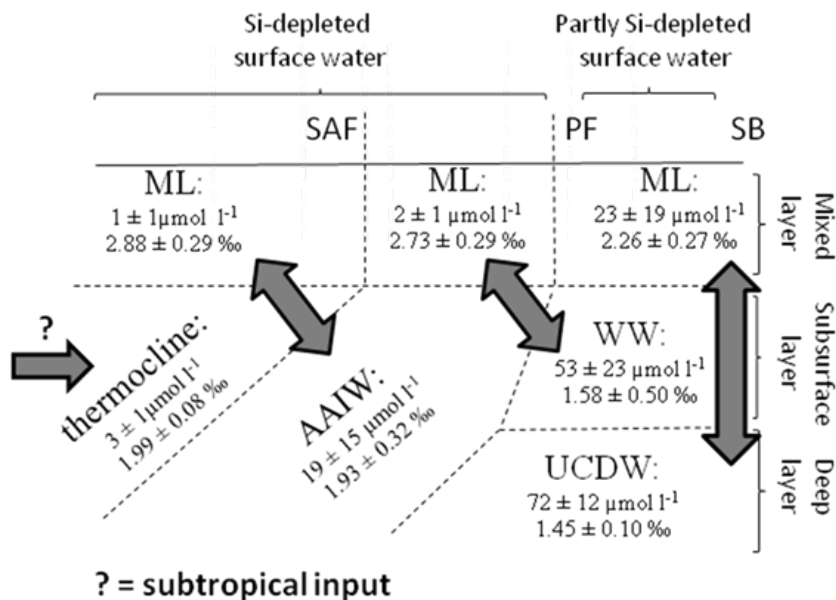 Si-depleted
surface water
Partly Si-depleted
surface water
SAF
PF
SB
ML:
1 ± 1μmol l⁻¹
2.88 ± 0.29 ‰
ML:
2 ± 1 μmol l⁻¹
2.73 ± 0.29 ‰
ML:
23 ± 19 μmol l⁻¹
2.26 ± 0.27 ‰
Mixed
layer
?
thermocline:
3 ± 1μmol l⁻¹
1.99 ± 0.08 ‰
AAIW:
19 ± 15 μmol l⁻¹
1.93 ± 0.32 ‰
WW:
53 ± 23 μmol l⁻¹
1.58 ± 0.50 ‰
Subsurface
layer
UCDW:
72 ± 12 μmol l⁻¹
1.45 ± 0.10 ‰
Deep
layer
? = subtropical input